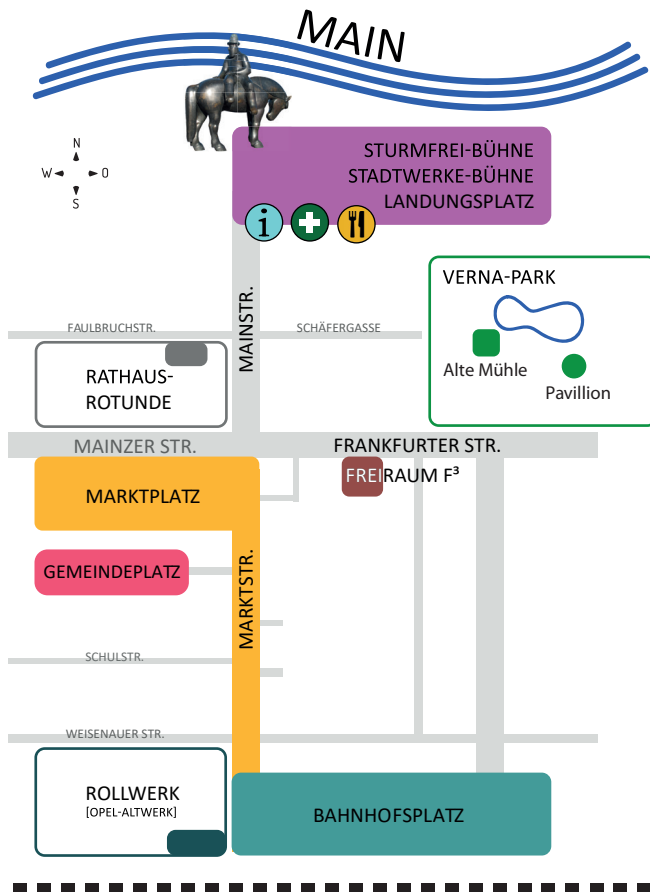 MAIN
N
W O
S
STURMFREI-BÜHNE
STADTWERKE-BÜHNE
LANDUNGSPLATZ
i
MAINSTR.
VERNA-PARK
Alte Mühle
Pavillion
FAULBRUCHSTR.
SCHÄFERGASSE
RATHAUS-
ROTUNDE
MAINZER STR.
FRANKFURTER STR.
FREIRAUM F³
MARKTPLATZ
GEMEINDEPLATZ
MARKTSTR.
SCHULSTR.
WEISENAUER STR.
ROLLWERK
[OPEL-ALTWERK]
BAHNHOFSPLATZ